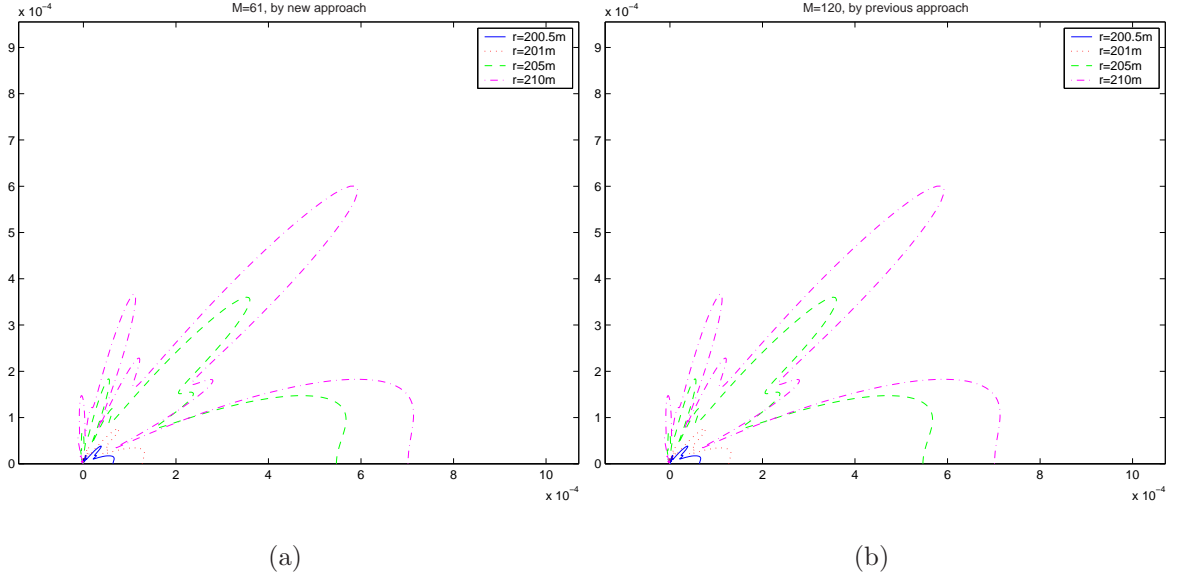 M=61, by new approach
x 10⁻⁴
9
8
7
6
5
4
3
2
1
0
0
2
4
6
8
10
x 10⁻⁴
r=200.5m
r=201m
r=205m
r=210m
(a)
M=120, by previous approach
x 10⁻⁴
9
8
7
6
5
4
3
2
1
0
0
2
4
6
8
10
x 10⁻⁴
r=200.5m
r=201m
r=205m
r=210m
(b)